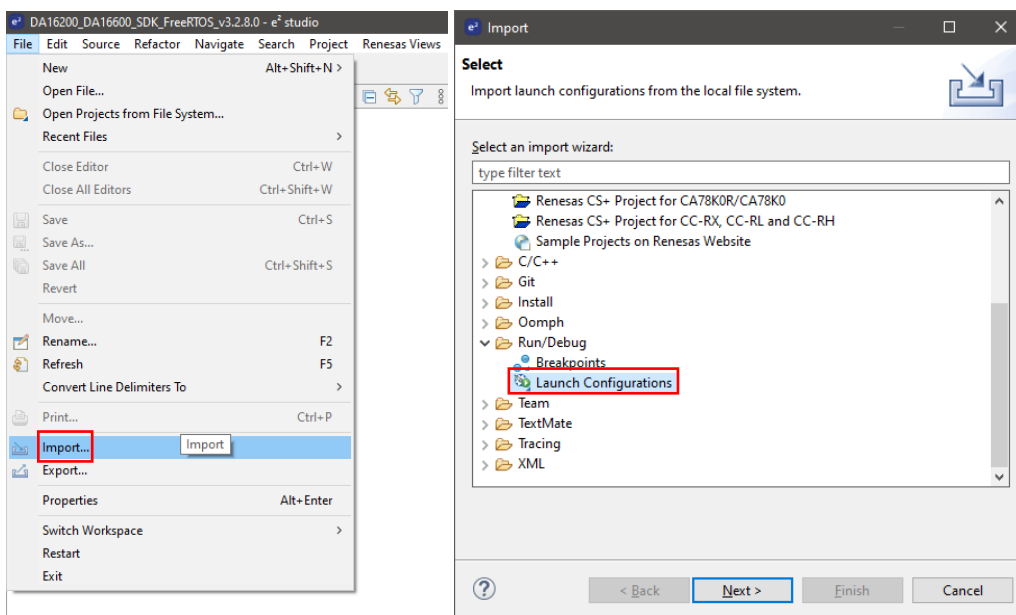 DA16200_DA16600_SDK_FreeRTOS_v3.2.8.0 - e² studio
File Edit Source Refactor Navigate Search Project Renesas Views
New Alt+Shift+N >
Open File...
Open Projects from File System...
Recent Files >
Close Editor Ctrl+W
Close All Editors Ctrl+Shift+W
Save Ctrl+S
Save As...
Save All Ctrl+Shift+S
Revert
Move...
Rename... F2
Refresh F5
Convert Line Delimiters To >
Print... Ctrl+P
Import... Import
Export...
Properties Alt+Enter
Switch Workspace >
Restart
Exit
Import
Select
Import launch configurations from the local file system.
Select an import wizard:
type filter text
Renesas CS+ Project for CA78K0R/CA78K0
Renesas CS+ Project for CC-RX, CC-RL and CC-RH
Sample Projects on Renesas Website
C/C++
Git
Install
Oomph
Run/Debug
Breakpoints
Launch Configurations
Team
TextMate
Tracing
XML
< Back Next > Finish Cancel